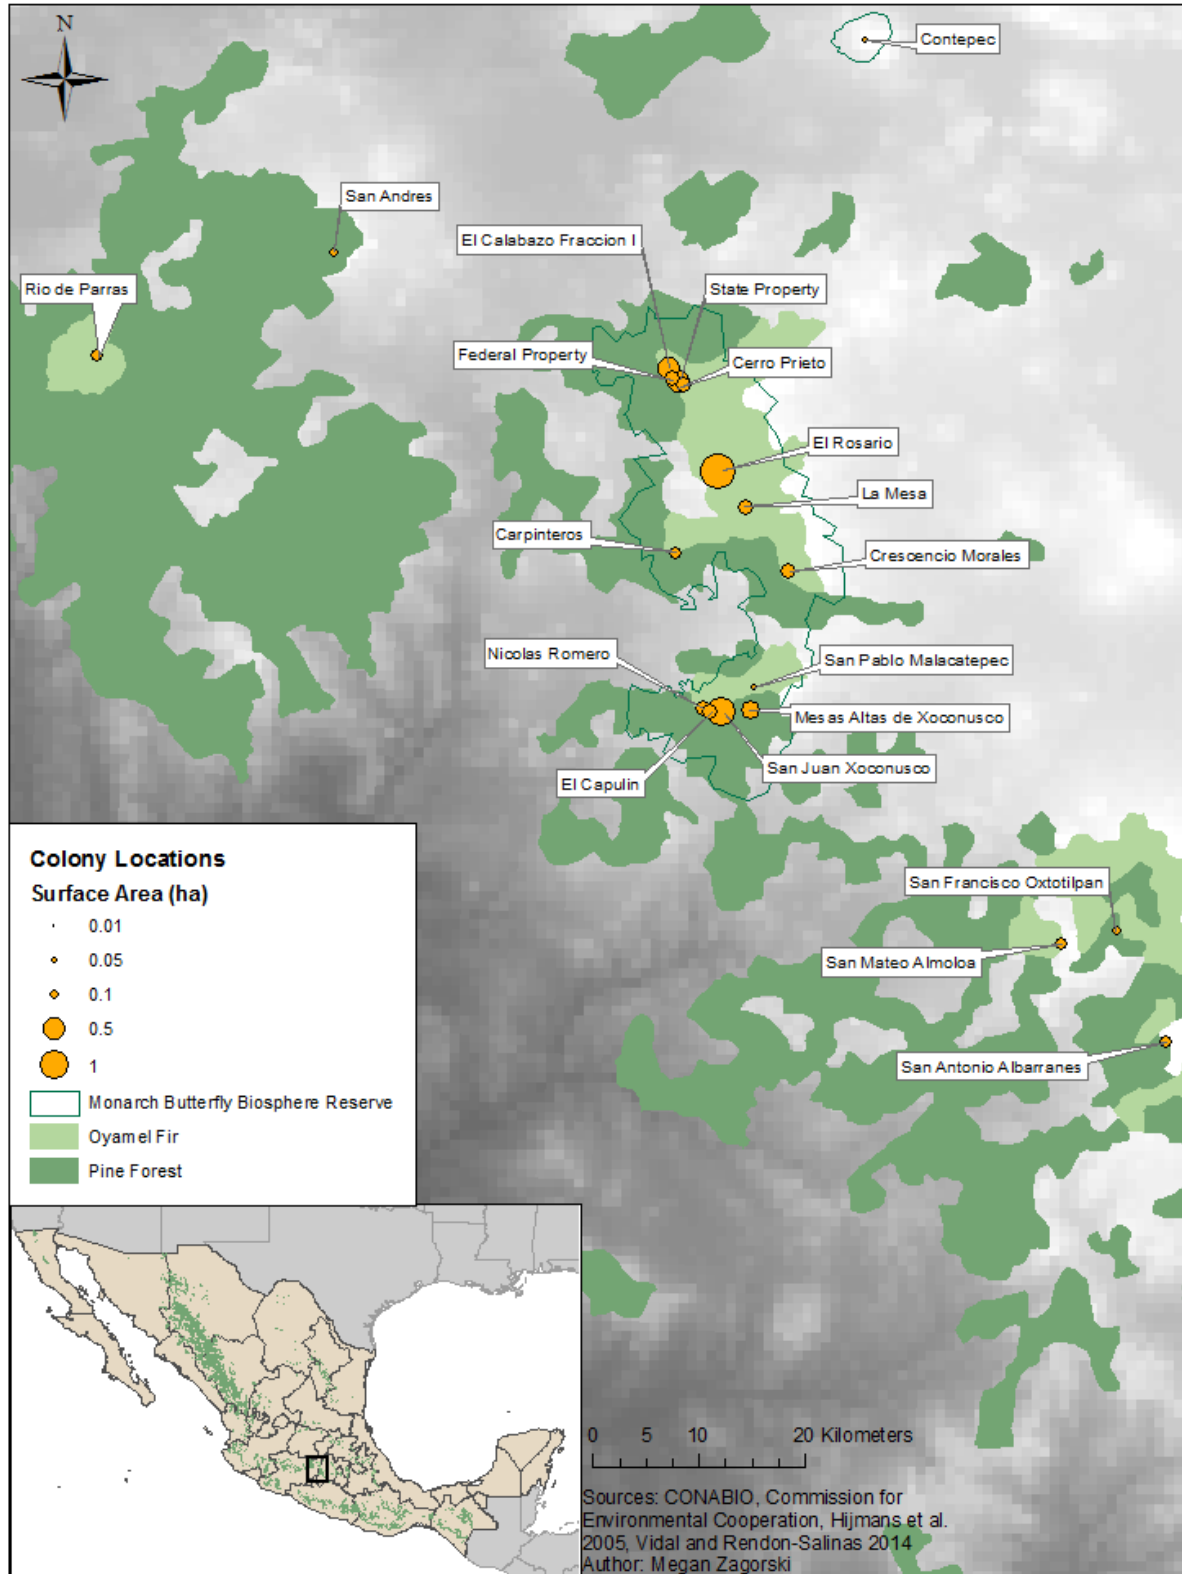 N
Contepec
San Andres
El Calabazo Fraccion I
Rio de Parras
State Property
Federal Property
Cerro Prieto
El Rosario
La Mesa
Carpinteros
Crescencio Morales
Nicolas Romero
San Pablo Malacatepec
Mesas Altas de Xoconusco
San Juan Xoconusco
El Capulin
San Francisco Oxtotilpan
San Mateo Almoloa
San Antonio Albarranes
Colony Locations
Surface Area (ha)
0.01
0.05
0.1
0.5
1
Monarch Butterfly Biosphere Reserve
Oyamel Fir
Pine Forest
0 5 10 20 Kilometers
Sources: CONABIO, Commission for
Environmental Cooperation, Hijmans et al.
2005, Vidal and Rendon-Salinas 2014
Author: Megan Zagorski